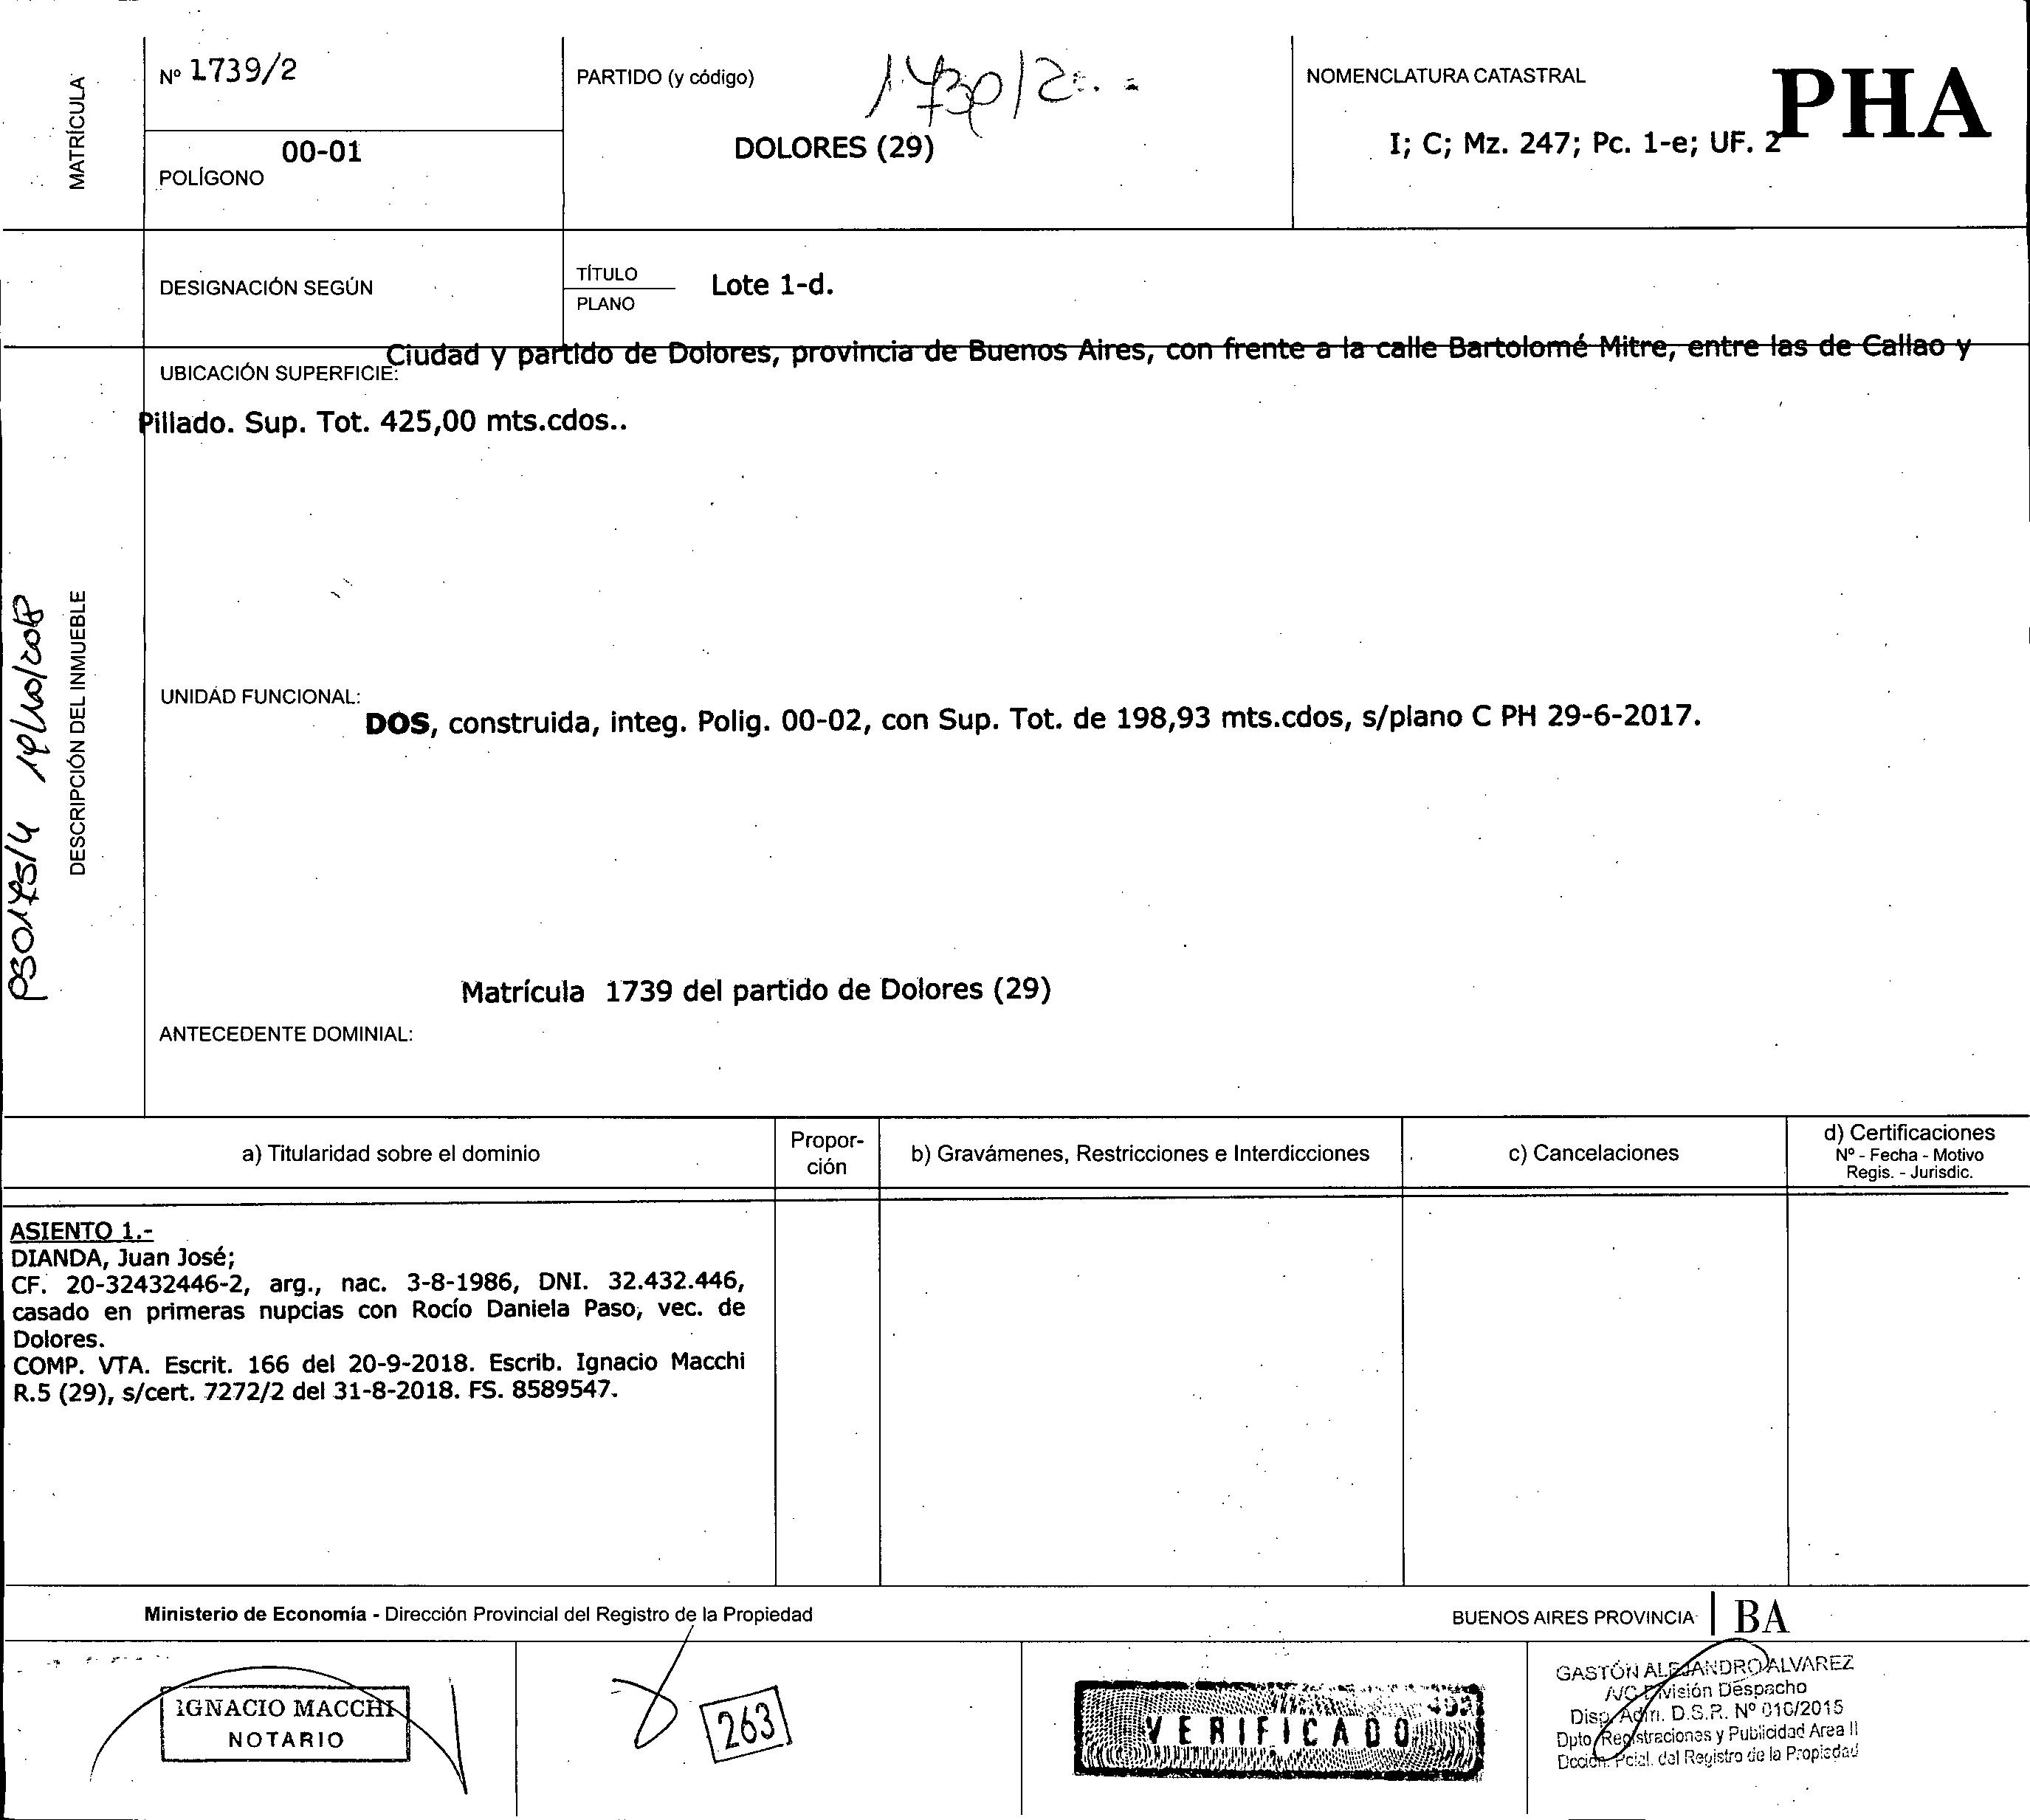 MATRÍCULA
Nº 1739/2
POLÍGONO 00-01
PARTIDO (y código)
DOLORES (29)
NOMENCLATURA CATASTRAL
PHA
I; C; Mz. 247; Pc. 1-e; UF. 2
DESIGNACIÓN SEGÚN
TÍTULO
PLANO
Lote 1-d.
DESCRIPCIÓN DEL INMUEBLE
UBICACIÓN SUPERFICIE: Ciudad y partido de Dolores, provincia de Buenos Aires, con frente a la calle Bartolomé Mitre, entre las de Callao y
Pillado. Sup. Tot. 425,00 mts.cdos..
UNIDAD FUNCIONAL: DOS, construida, integ. Polig. 00-02, con Sup. Tot. de 198,93 mts.cdos, s/plano C PH 29-6-2017.
Matrícula 1739 del partido de Dolores (29)
ANTECEDENTE DOMINIAL:
a) Titularidad sobre el dominio
Propor-
ción
b) Gravámenes, Restricciones e Interdicciones
c) Cancelaciones
d) Certificaciones
Nº - Fecha - Motivo
Regis. - Jurisdic.
ASIENTO 1.-
DIANDA, Juan José;
CF. 20-32432446-2, arg., nac. 3-8-1986, DNI. 32.432.446,
casado en primeras nupcias con Rocío Daniela Paso, vec. de
Dolores.
COMP. VTA. Escrit. 166 del 20-9-2018. Escrib. Ignacio Macchi
R.5 (29), s/cert. 7272/2 del 31-8-2018. FS. 8589547.
Ministerio de Economía - Dirección Provincial del Registro de la Propiedad
BUENOS AIRES PROVINCIA BA
IGNACIO MACCHI
NOTARIO
263
VERIFICADO
GASTÓN ALEJANDRO ALVAREZ
A/C División Despacho
Disp. Adm. D.S.R. Nº 010/2015
Dpto Registraciones y Publicidad Area II
Dcción. Pcial. del Registro de la Propiedad